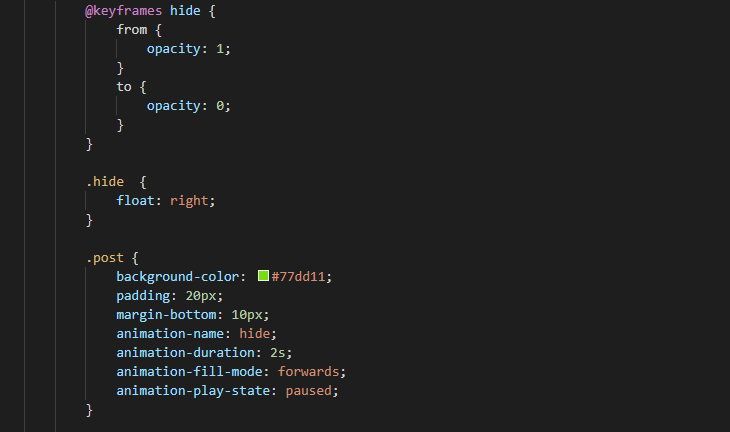 @keyframes hide {
from {
opacity: 1;
}
to {
opacity: 0;
}
}
.hide  {
float: right;
}
.post {
background-color: #77dd11;
padding: 20px;
margin-bottom: 10px;
animation-name: hide;
animation-duration: 2s;
animation-fill-mode: forwards;
animation-play-state: paused;
}